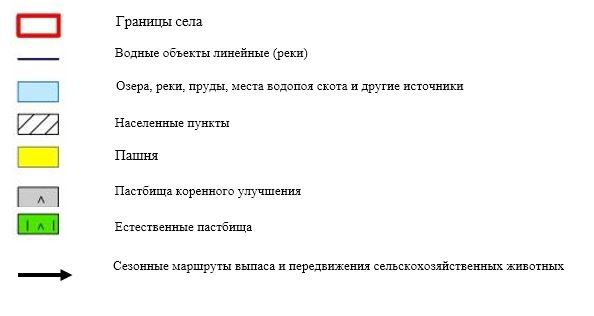 Границы села
Водные объекты линейные (реки)
Озера, реки, пруды, места водопоя скота и другие источники
Населенные пункты
Пашня
Пастбища коренного улучшения
Естественные пастбища
Сезонные маршруты выпаса и передвижения сельскохозяйственных животных